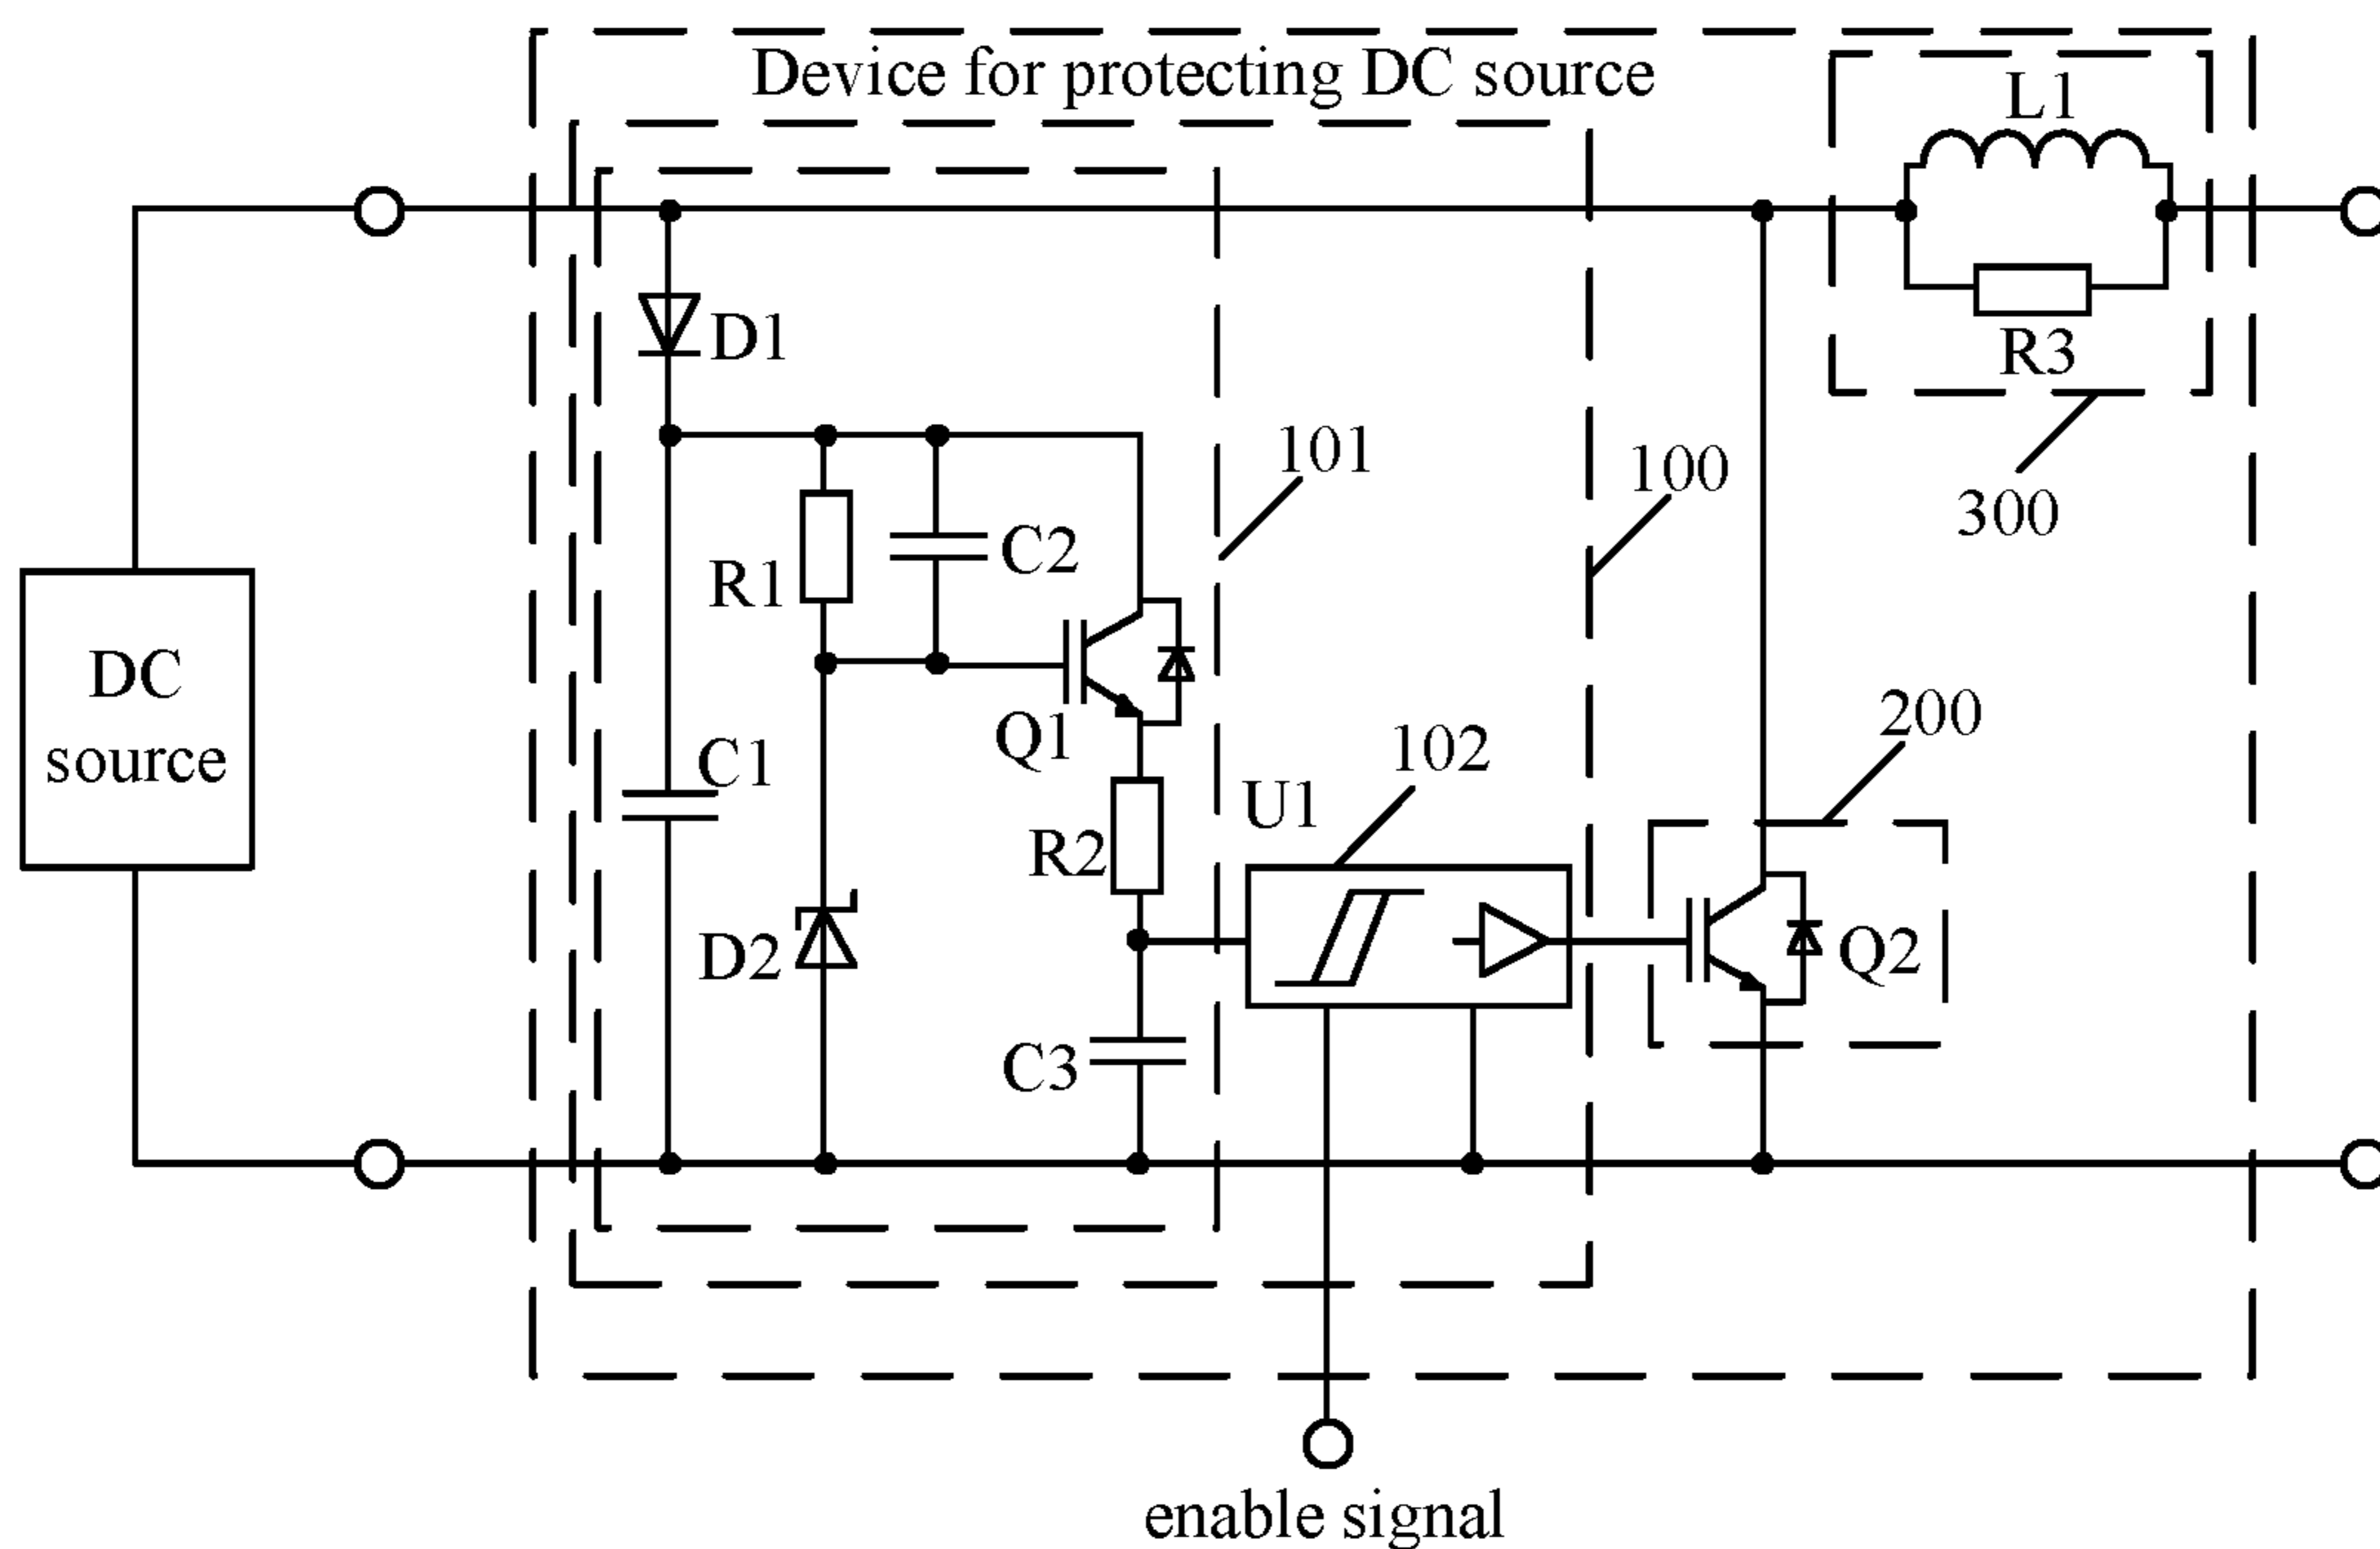 Device for protecting DC source
L1
D1
R3
101
100
300
R1
C2
DC
source
Q1
200
C1
102
U1
R2
D2
Q2
C3
enable signal